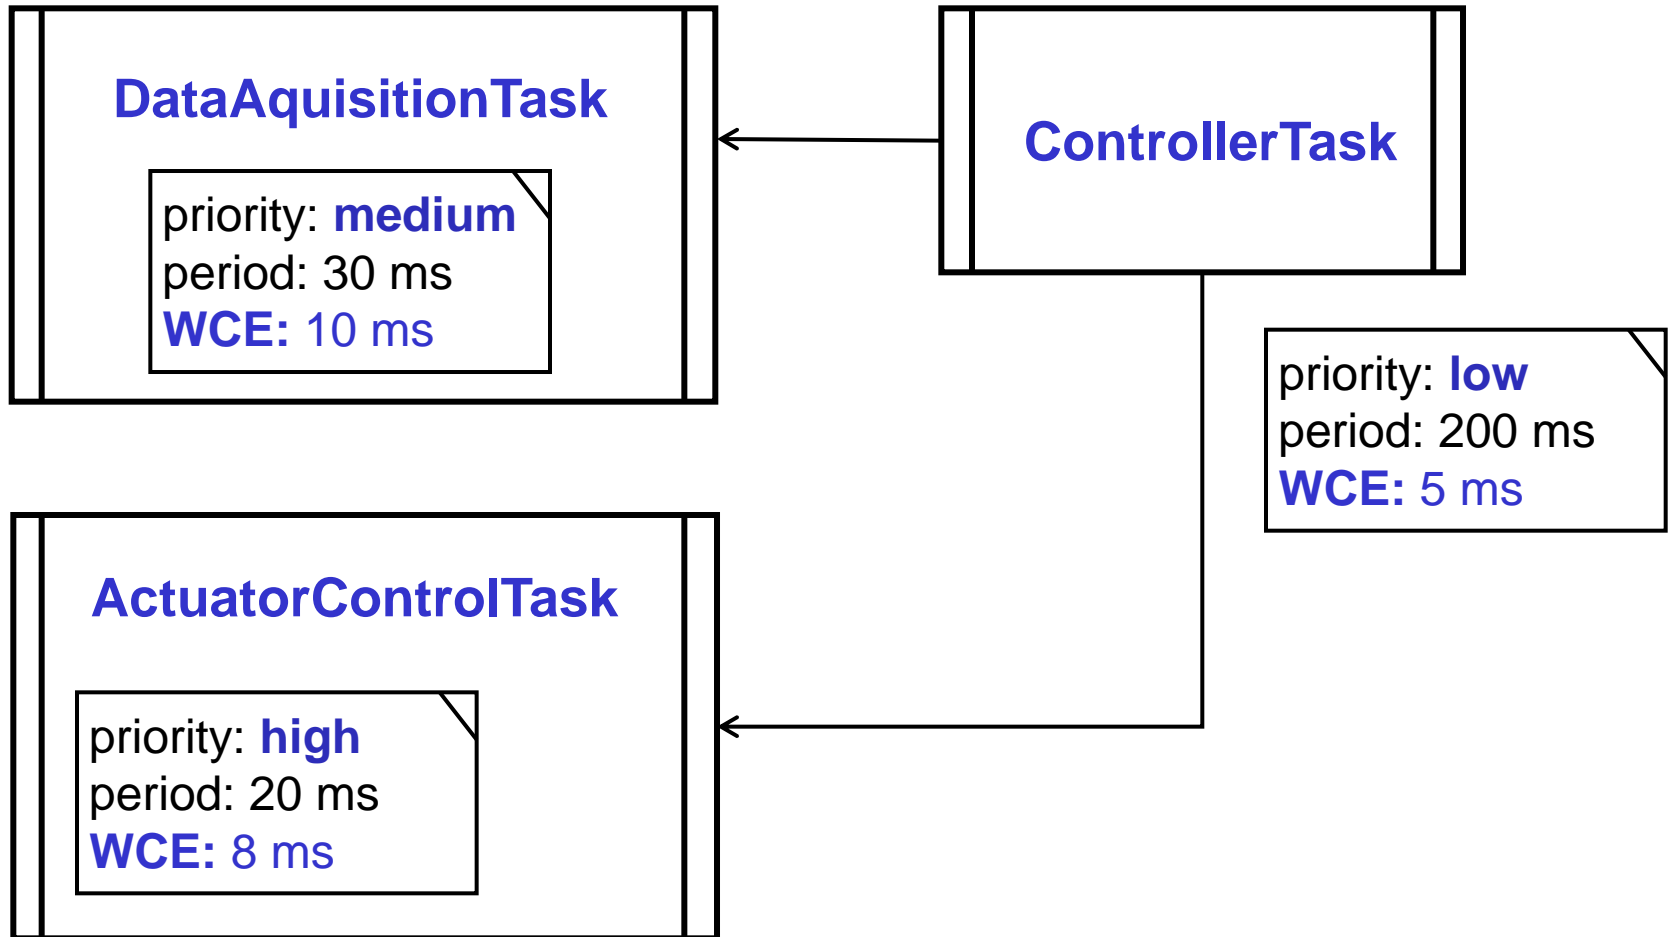 DataAquisitionTask
priority: medium
period: 30 ms
WCE: 10 ms
ControllerTask
priority: low
period: 200 ms
WCE: 5 ms
ActuatorControlTask
priority: high
period: 20 ms
WCE: 8 ms